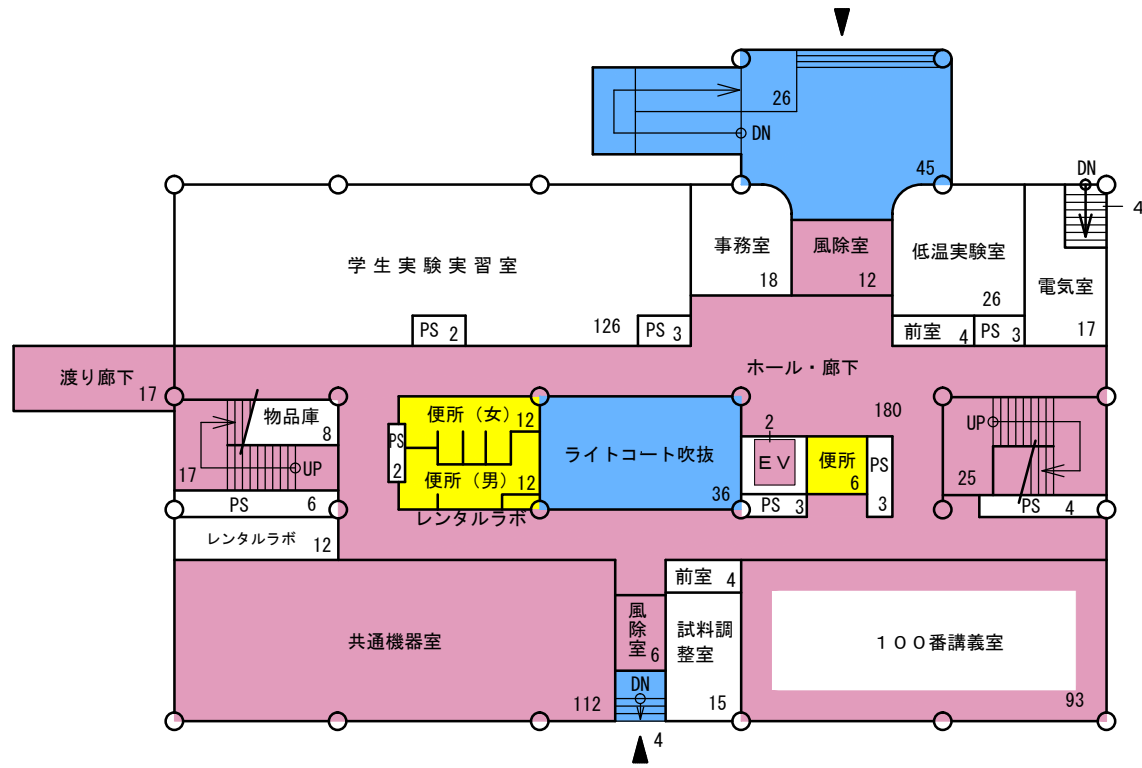 26
DN
45
DN
4
学生実験実習室
事務室
18
風除室
12
低温実験室
26
電気室
17
PS 2
126
PS 3
前室 4
PS 3
渡り廊下
17
ホール・廊下
180
物品庫
8
UP
17
PS 6
レンタルラボ
12
PS
2
便所（女）
12
便所（男）
12
レンタルラボ
ライトコート吹抜
36
2
ＥＶ
便所
6
PS
3
PS 3
UP
25
PS 4
共通機器室
112
風除室
6
DN
4
前室 4
試料調
整室
15
１００番講義室
93